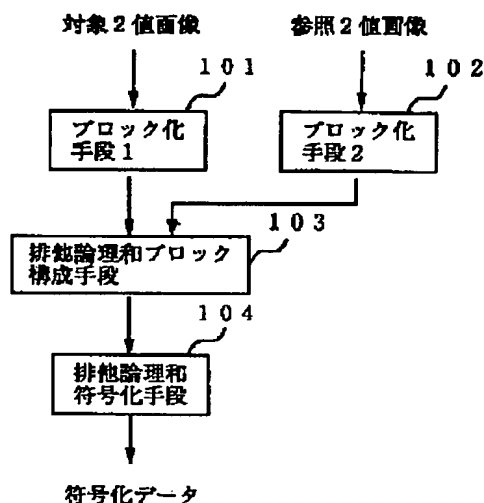 対象2値画像
参照2値画像
101
102
ブロック化
手段1
ブロック化
手段2
103
排他論理和ブロック
構成手段
104
排他論理和
符号化手段
符号化データ